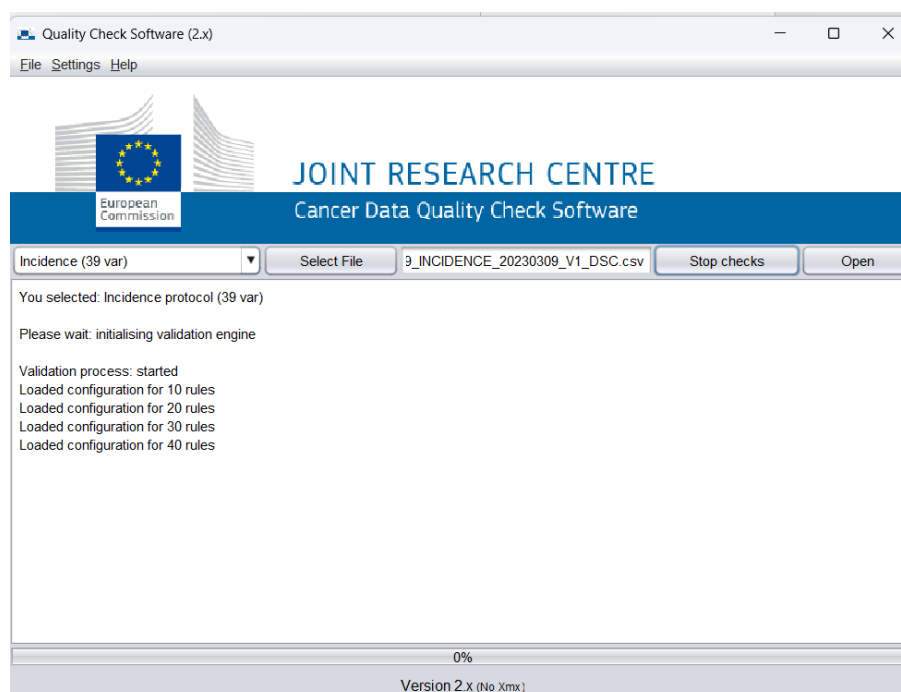 Quality Check Software (2.x)
File Settings Help
JOINT RESEARCH CENTRE
European
Commission
Cancer Data Quality Check Software
Incidence (39 var) Select File 9_INCIDENCE_20230309_V1_DSC.csv Stop checks Open
You selected: Incidence protocol (39 var)
Please wait: initialising validation engine
Validation process: started
Loaded configuration for 10 rules
Loaded configuration for 20 rules
Loaded configuration for 30 rules
Loaded configuration for 40 rules
0%
Version 2.x (No Xmx)